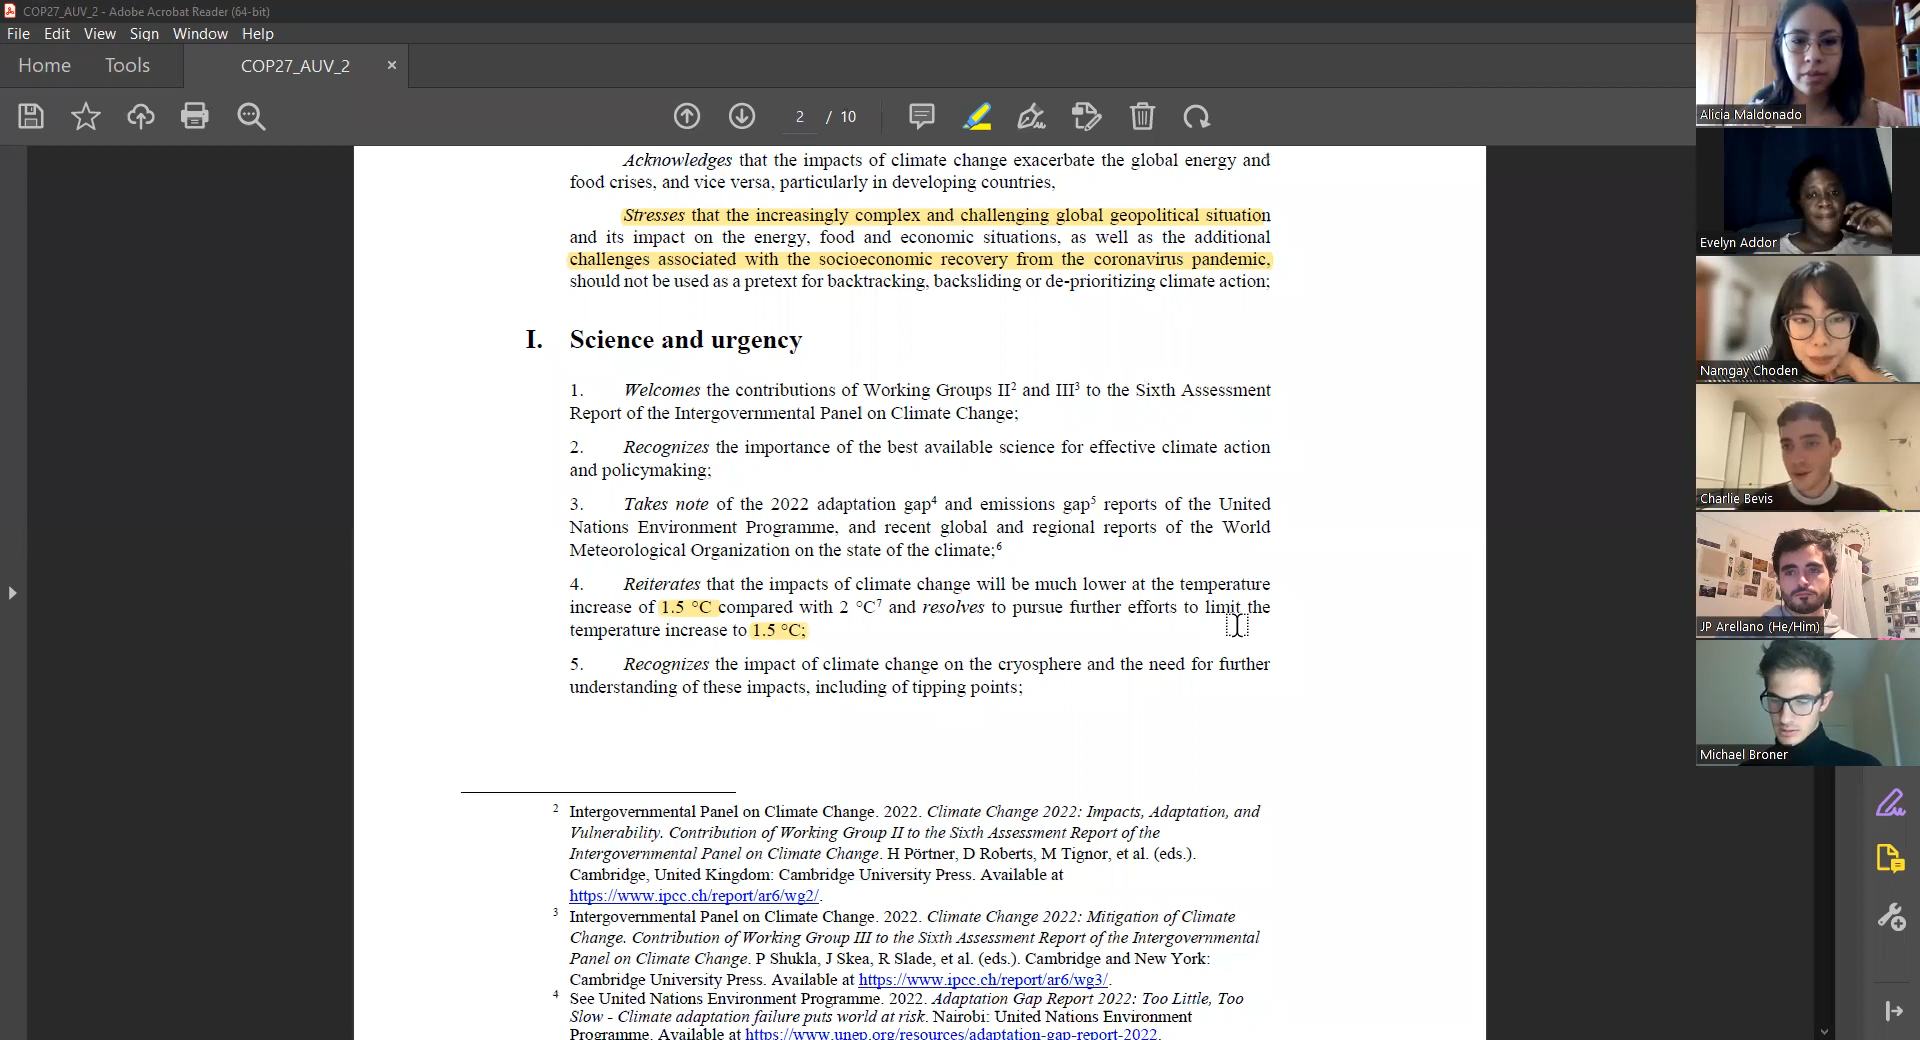 COP27_AUV_2 - Adobe Acrobat Reader (64-bit)
File Edit View Sign Window Help
Home Tools COP27_AUV_2 ×
2 / 10
Acknowledges that the impacts of climate change exacerbate the global energy and
food crises, and vice versa, particularly in developing countries,
Stresses that the increasingly complex and challenging global geopolitical situation
and its impact on the energy, food and economic situations, as well as the additional
challenges associated with the socioeconomic recovery from the coronavirus pandemic,
should not be used as a pretext for backtracking, backsliding or de-prioritizing climate action;
I. Science and urgency
1. Welcomes the contributions of Working Groups II² and III³ to the Sixth Assessment
Report of the Intergovernmental Panel on Climate Change;
2. Recognizes the importance of the best available science for effective climate action
and policymaking;
3. Takes note of the 2022 adaptation gap⁴ and emissions gap⁵ reports of the United
Nations Environment Programme, and recent global and regional reports of the World
Meteorological Organization on the state of the climate;⁶
4. Reiterates that the impacts of climate change will be much lower at the temperature
increase of 1.5 °C compared with 2 °C⁷ and resolves to pursue further efforts to limit the
temperature increase to 1.5 °C;
5. Recognizes the impact of climate change on the cryosphere and the need for further
understanding of these impacts, including of tipping points;
² Intergovernmental Panel on Climate Change. 2022. Climate Change 2022: Impacts, Adaptation, and
Vulnerability. Contribution of Working Group II to the Sixth Assessment Report of the
Intergovernmental Panel on Climate Change. H Pörtner, D Roberts, M Tignor, et al. (eds.).
Cambridge, United Kingdom: Cambridge University Press. Available at
https://www.ipcc.ch/report/ar6/wg2/.
³ Intergovernmental Panel on Climate Change. 2022. Climate Change 2022: Mitigation of Climate
Change. Contribution of Working Group III to the Sixth Assessment Report of the Intergovernmental
Panel on Climate Change. P Shukla, J Skea, R Slade, et al. (eds.). Cambridge and New York:
Cambridge University Press. Available at https://www.ipcc.ch/report/ar6/wg3/.
⁴ See United Nations Environment Programme. 2022. Adaptation Gap Report 2022: Too Little, Too
Slow - Climate adaptation failure puts world at risk. Nairobi: United Nations Environment
Programme. Available at https://www.unep.org/resources/adaptation-gap-report-2022.
Alicia Maldonado
Evelyn Addor
Namgay Choden
Charlie Bevis
JP Arellano (He/Him)
Michael Broner